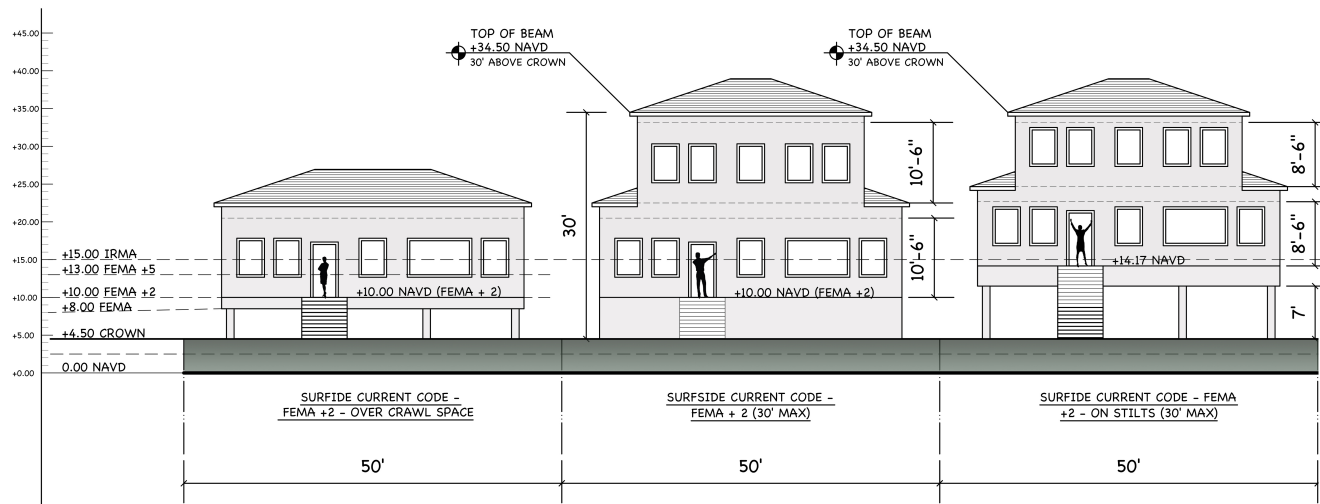 +45.00
+40.00
+35.00
+30.00
+25.00
+20.00
+15.00
+10.00
+5.00
+0.00
+15.00 IRMA
+13.00 FEMA +5
+10.00 FEMA +2
+8.00 FEMA
+4.50 CROWN
0.00 NAVD
+10.00 NAVD (FEMA + 2)
SURFIDE CURRENT CODE -
FEMA +2 - OVER CRAWL SPACE
50'
TOP OF BEAM
+34.50 NAVD
30' ABOVE CROWN
30'
10'-6"
10'-6"
+10.00 NAVD (FEMA + 2)
SURFSIDE CURRENT CODE -
FEMA + 2 (30' MAX)
50'
TOP OF BEAM
+34.50 NAVD
30' ABOVE CROWN
8'-6"
8'-6"
7'
+14.17 NAVD
SURFSIDE CURRENT CODE - FEMA
+2 - ON STILTS (30' MAX)
50'